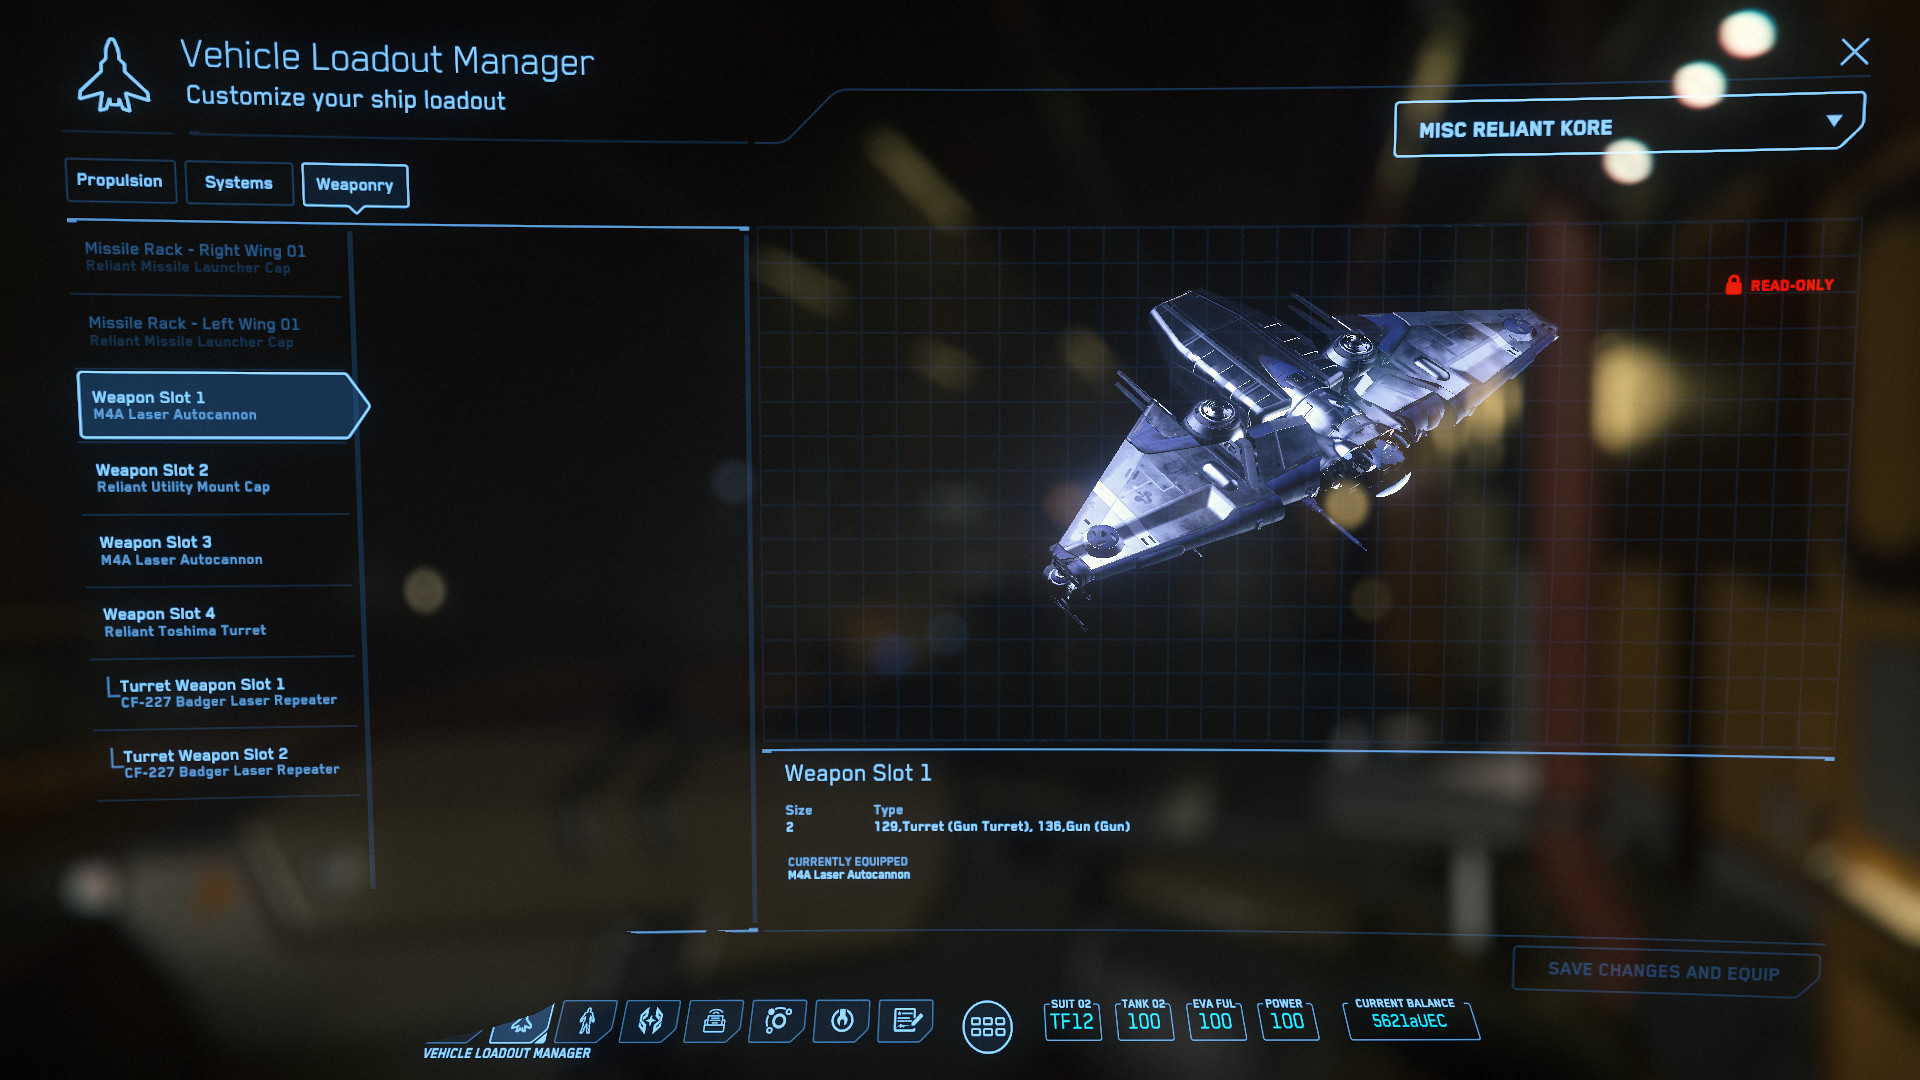 Vehicle Loadout Manager
Customize your ship loadout
MISC RELIANT KORE
Propulsion
Systems
Weaponry
Missile Rack - Right Wing 01
Reliant Missile Launcher Cap
Missile Rack - Left Wing 01
Reliant Missile Launcher Cap
Weapon Slot 1
M4A Laser Autocannon
Weapon Slot 2
Reliant Utility Mount Cap
Weapon Slot 3
M4A Laser Autocannon
Weapon Slot 4
Reliant Toshima Turret
Turret Weapon Slot 1
CF-227 Badger Laser Repeater
Turret Weapon Slot 2
CF-227 Badger Laser Repeater
READ-ONLY
Weapon Slot 1
Size
Type
2
129,Turret (Gun Turret), 136,Gun (Gun)
CURRENTLY EQUIPPED
M4A Laser Autocannon
SAVE CHANGES AND EQUIP
VEHICLE LOADOUT MANAGER
SUIT 02
TF12
TANK 02
100
EVA FUL
100
POWER
100
CURRENT BALANCE
5621aUEC